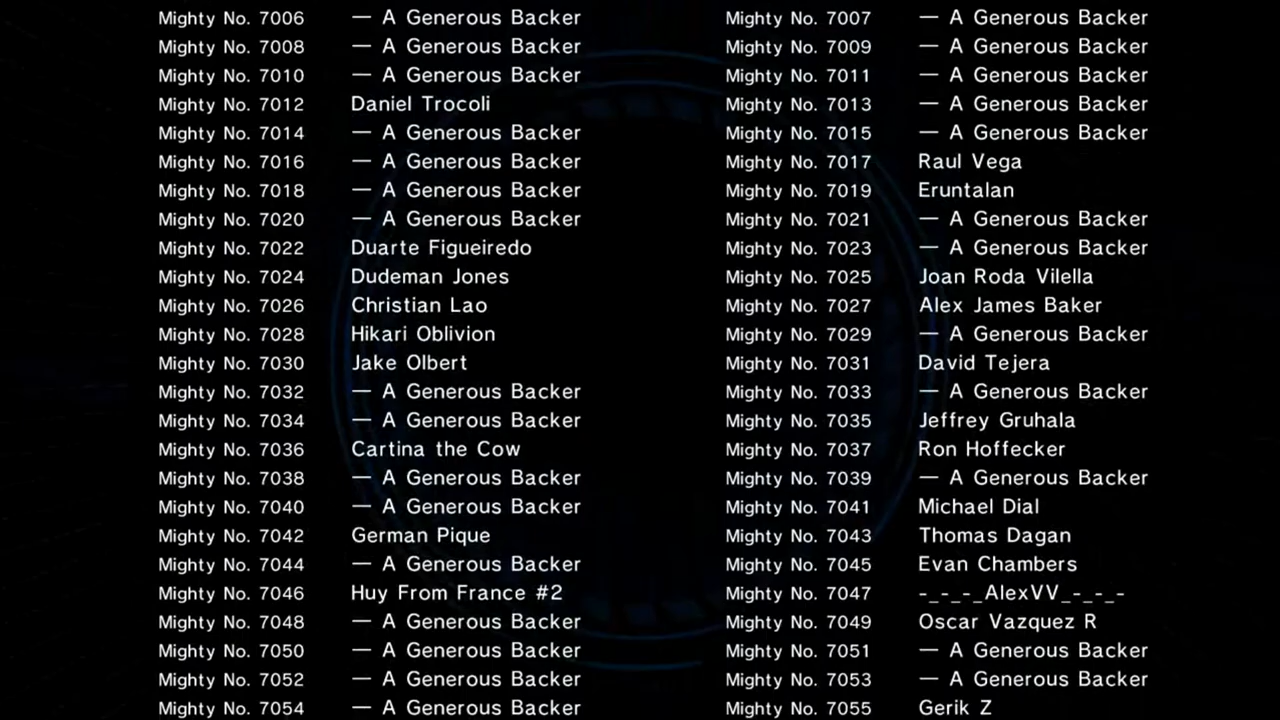 Mighty No. 7006 — A Generous Backer Mighty No. 7007 — A Generous Backer
Mighty No. 7008 — A Generous Backer Mighty No. 7009 — A Generous Backer
Mighty No. 7010 — A Generous Backer Mighty No. 7011 — A Generous Backer
Mighty No. 7012 Daniel Trocoli Mighty No. 7013 — A Generous Backer
Mighty No. 7014 — A Generous Backer Mighty No. 7015 — A Generous Backer
Mighty No. 7016 — A Generous Backer Mighty No. 7017 Raul Vega
Mighty No. 7018 — A Generous Backer Mighty No. 7019 Eruntalan
Mighty No. 7020 — A Generous Backer Mighty No. 7021 — A Generous Backer
Mighty No. 7022 Duarte Figueiredo Mighty No. 7023 — A Generous Backer
Mighty No. 7024 Dudeman Jones Mighty No. 7025 Joan Roda Vilella
Mighty No. 7026 Christian Lao Mighty No. 7027 Alex James Baker
Mighty No. 7028 Hikari Oblivion Mighty No. 7029 — A Generous Backer
Mighty No. 7030 Jake Olbert Mighty No. 7031 David Tejera
Mighty No. 7032 — A Generous Backer Mighty No. 7033 — A Generous Backer
Mighty No. 7034 — A Generous Backer Mighty No. 7035 Jeffrey Gruhala
Mighty No. 7036 Cartina the Cow Mighty No. 7037 Ron Hoffecker
Mighty No. 7038 — A Generous Backer Mighty No. 7039 — A Generous Backer
Mighty No. 7040 — A Generous Backer Mighty No. 7041 Michael Dial
Mighty No. 7042 German Pique Mighty No. 7043 Thomas Dagan
Mighty No. 7044 — A Generous Backer Mighty No. 7045 Evan Chambers
Mighty No. 7046 Huy From France #2 Mighty No. 7047 -_-_-_AlexVV_-_-_-
Mighty No. 7048 — A Generous Backer Mighty No. 7049 Oscar Vazquez R
Mighty No. 7050 — A Generous Backer Mighty No. 7051 — A Generous Backer
Mighty No. 7052 — A Generous Backer Mighty No. 7053 — A Generous Backer
Mighty No. 7054 — A Generous Backer Mighty No. 7055 Gerik Z